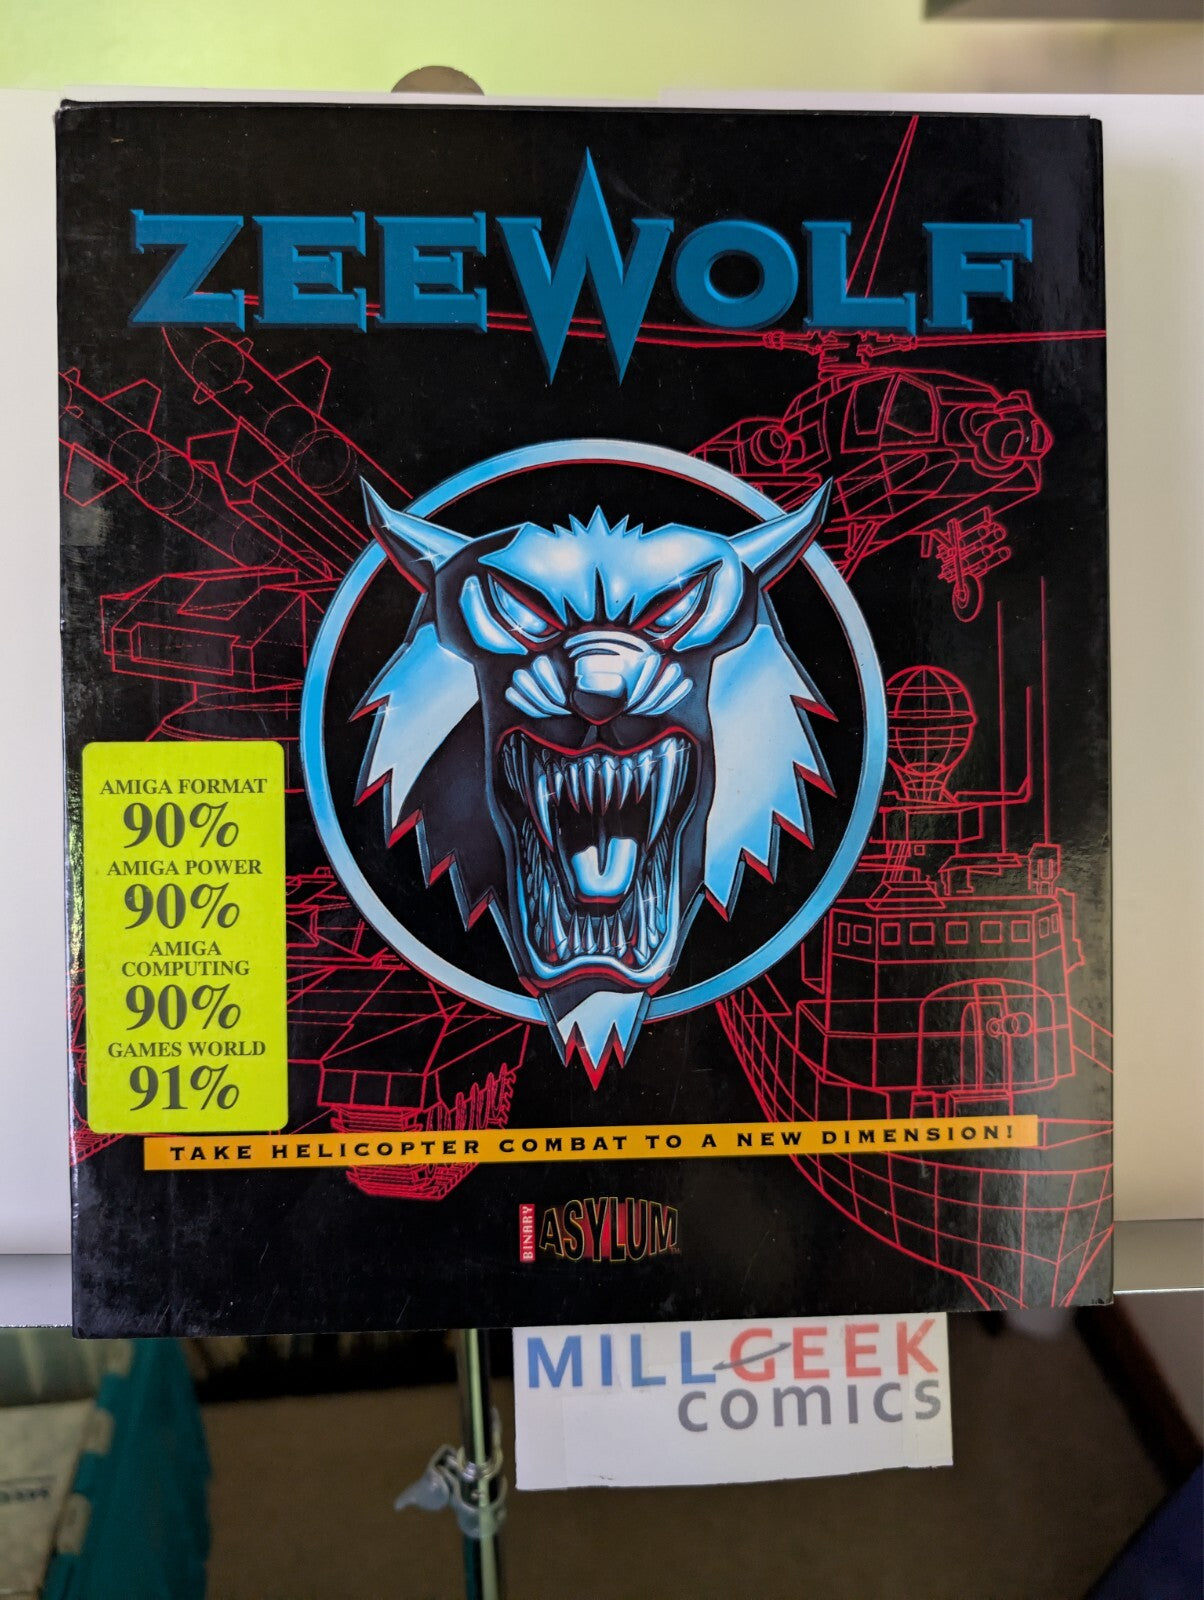 ZEEWOLF
AMIGA FORMAT
90%
AMIGA POWER
90%
AMIGA
COMPUTING
90%
GAMES WORLD
91%
TAKE HELICOPTER COMBAT TO A NEW DIMENSION!
BINARY
ASYLUM™
MILLGEEK
comics